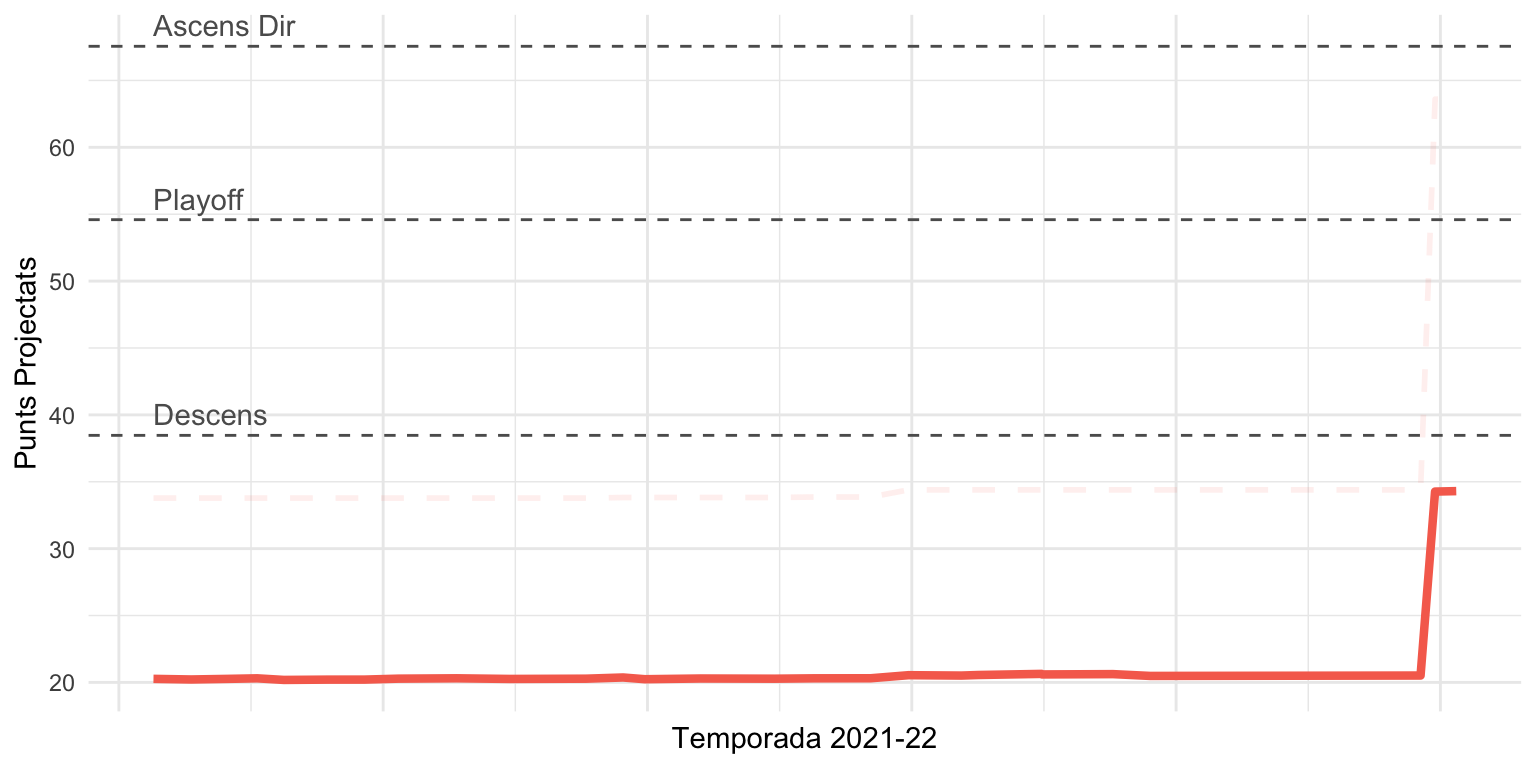 Ascens Dir
60
Playoff
50
Descens
40
30
20
Punts Projectats
Temporada 2021-22